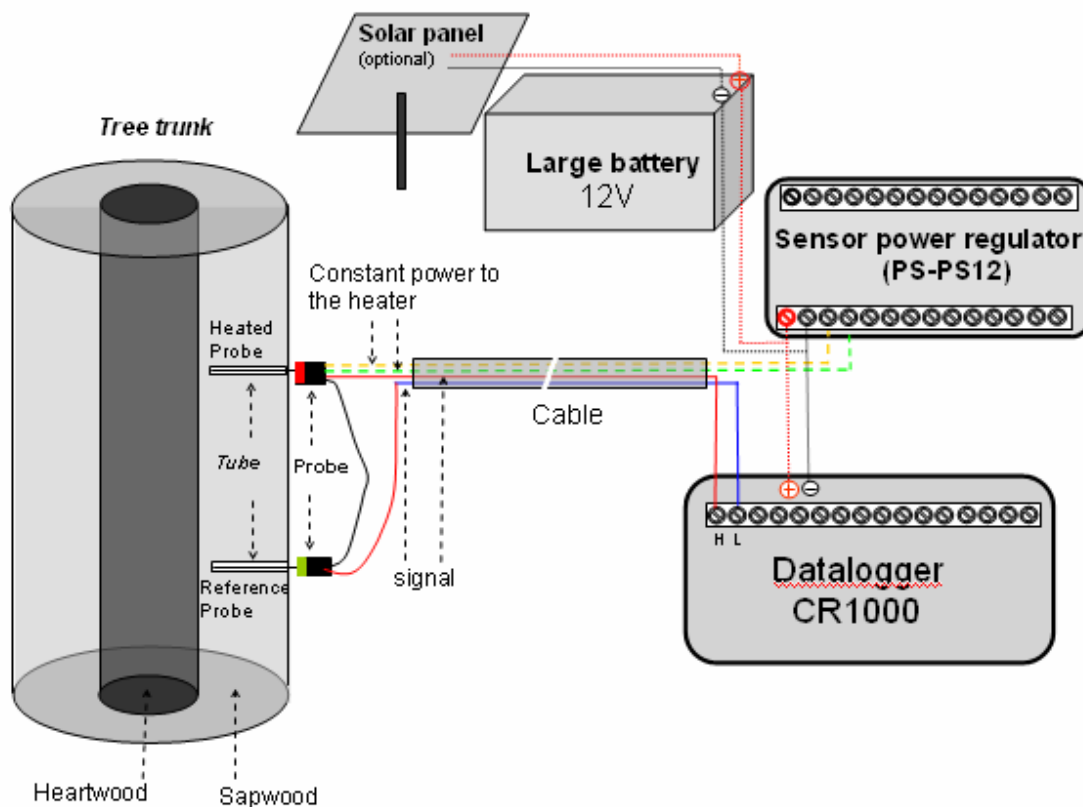 Solar panel
(optional)
Tree trunk
Large battery
12V
Sensor power regulator
(PS-PS12)
Constant power to
the heater
Heated
Probe
Cable
Tube
Probe
Reference
Probe
signal
H L
Datalogger
CR1000
Heartwood
Sapwood